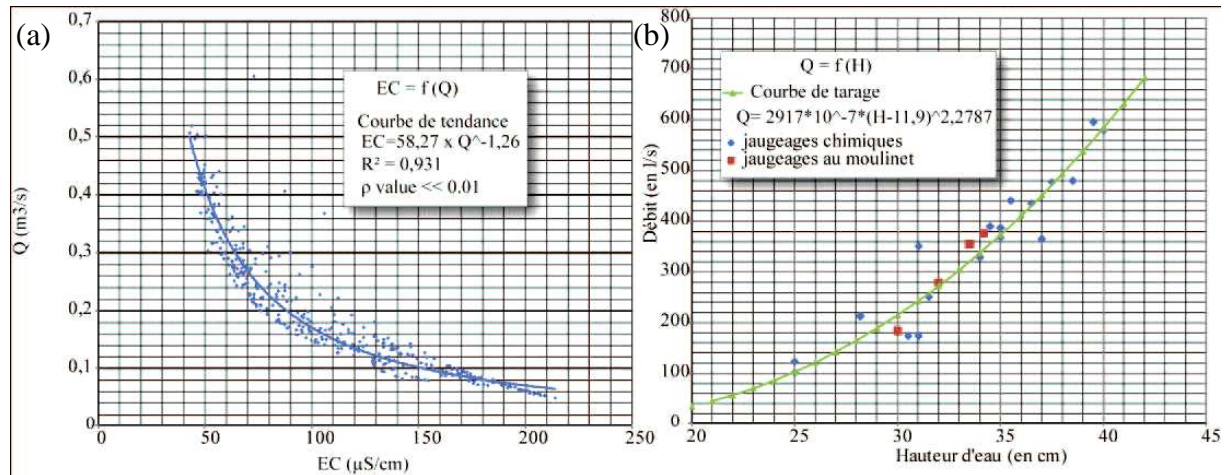 (a)
0,7
0,6
0,5
0,4
0,3
0,2
0,1
0
Q (m3/s)
EC = f (Q)
Courbe de tendance
EC=58,27 x Q^-1,26
R² = 0,931
ρ value << 0.01
0 50 100 150 200 250
EC (µS/cm)
(b)
800
700
600
500
400
300
200
100
0
Débit (en l/s)
Q = f (H)
Courbe de tarage
Q= 2917*10^-7*(H-11,9)^2,2787
jaugeages chimiques
jaugeages au moulinet
20 25 30 35 40 45
Hauteur d'eau (en cm)